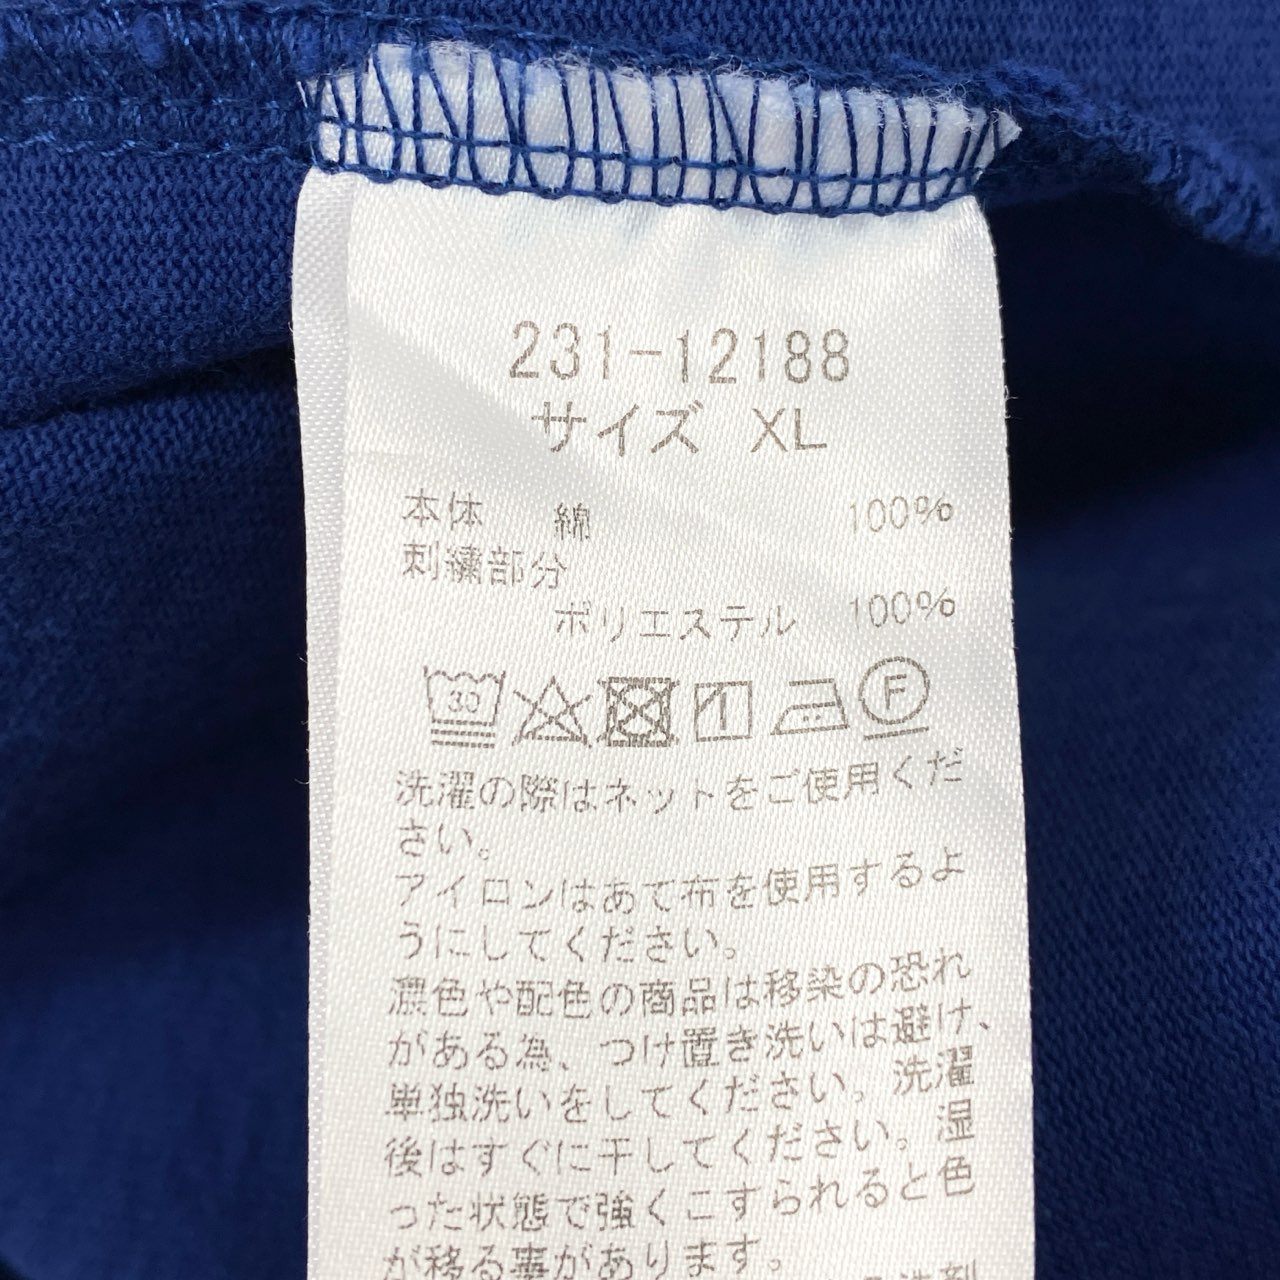 231-12188
サイズ XL
本体 綿 100%
刺繍部分
ポリエステル 100%
30 F
洗濯の際はネットをご使用くだ
さい。
アイロンはあて布を使用するよ
うにしてください。
濃色や配色の商品は移染の恐れ
がある為、つけ置き洗いは避け、
単独洗いをしてください。洗濯
後はすぐに干してください。湿
った状態で強くこすられると色
が移る事があります。
洗剤